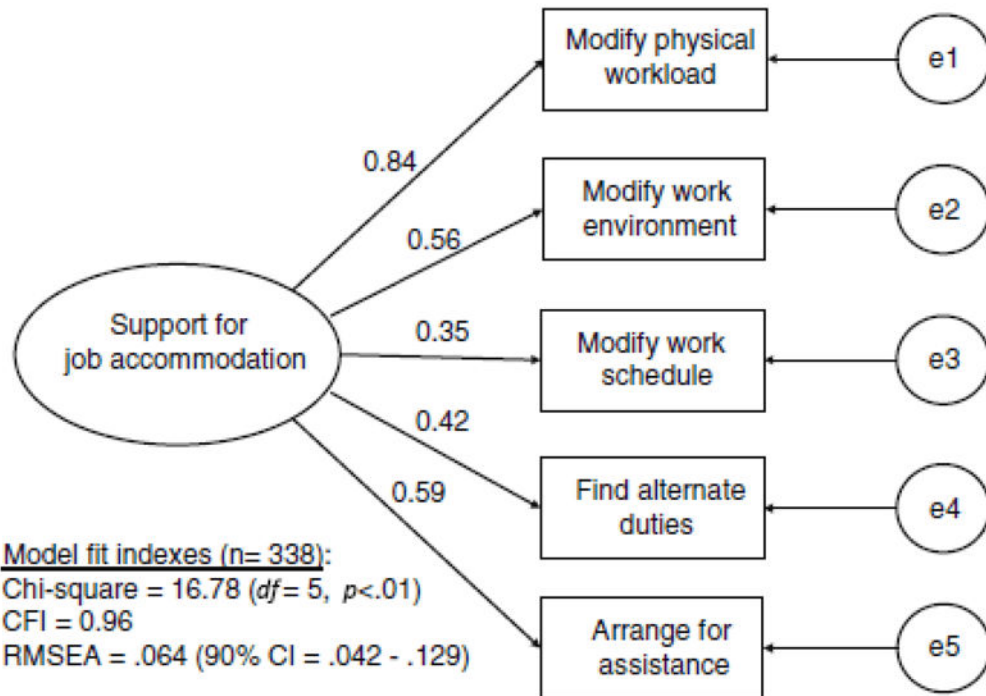 Modify physical
workload
e1
0.84
Modify work
environment
e2
0.56
Support for
job accommodation
0.35
Modify work
schedule
e3
0.42
Find alternate
duties
e4
0.59
Model fit indexes (n= 338):
Chi-square = 16.78 (df= 5, p<.01)
CFI = 0.96
RMSEA = .064 (90% CI = .042 - .129)
Arrange for
assistance
e5